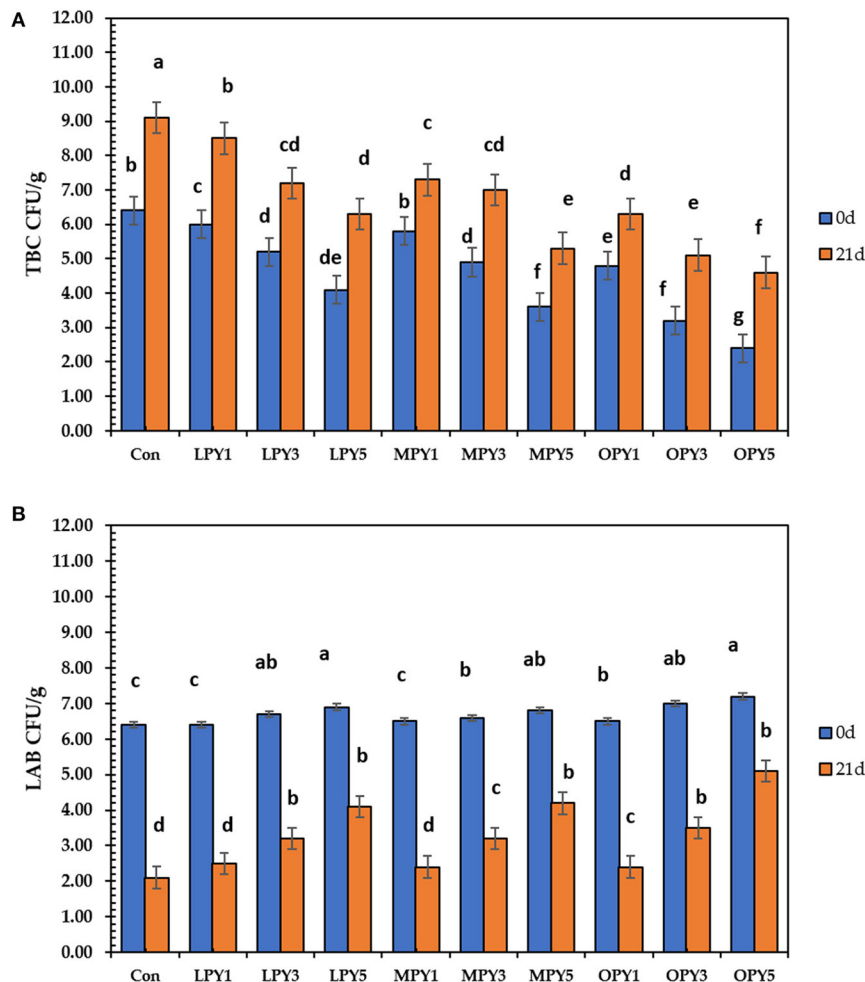 A
12.00
11.00
10.00
9.00
8.00
7.00
6.00
5.00
4.00
3.00
2.00
1.00
0.00
TBC CFU/g
b a c b d cd de d b c d cd f e e d f e g f
0d
21d
Con LPY1 LPY3 LPY5 MPY1 MPY3 MPY5 OPY1 OPY3 OPY5
B
12.00
11.00
10.00
9.00
8.00
7.00
6.00
5.00
4.00
3.00
2.00
1.00
0.00
LAB CFU/g
c d c d ab b a b c d b c ab b b c ab b a b
0d
21d
Con LPY1 LPY3 LPY5 MPY1 MPY3 MPY5 OPY1 OPY3 OPY5